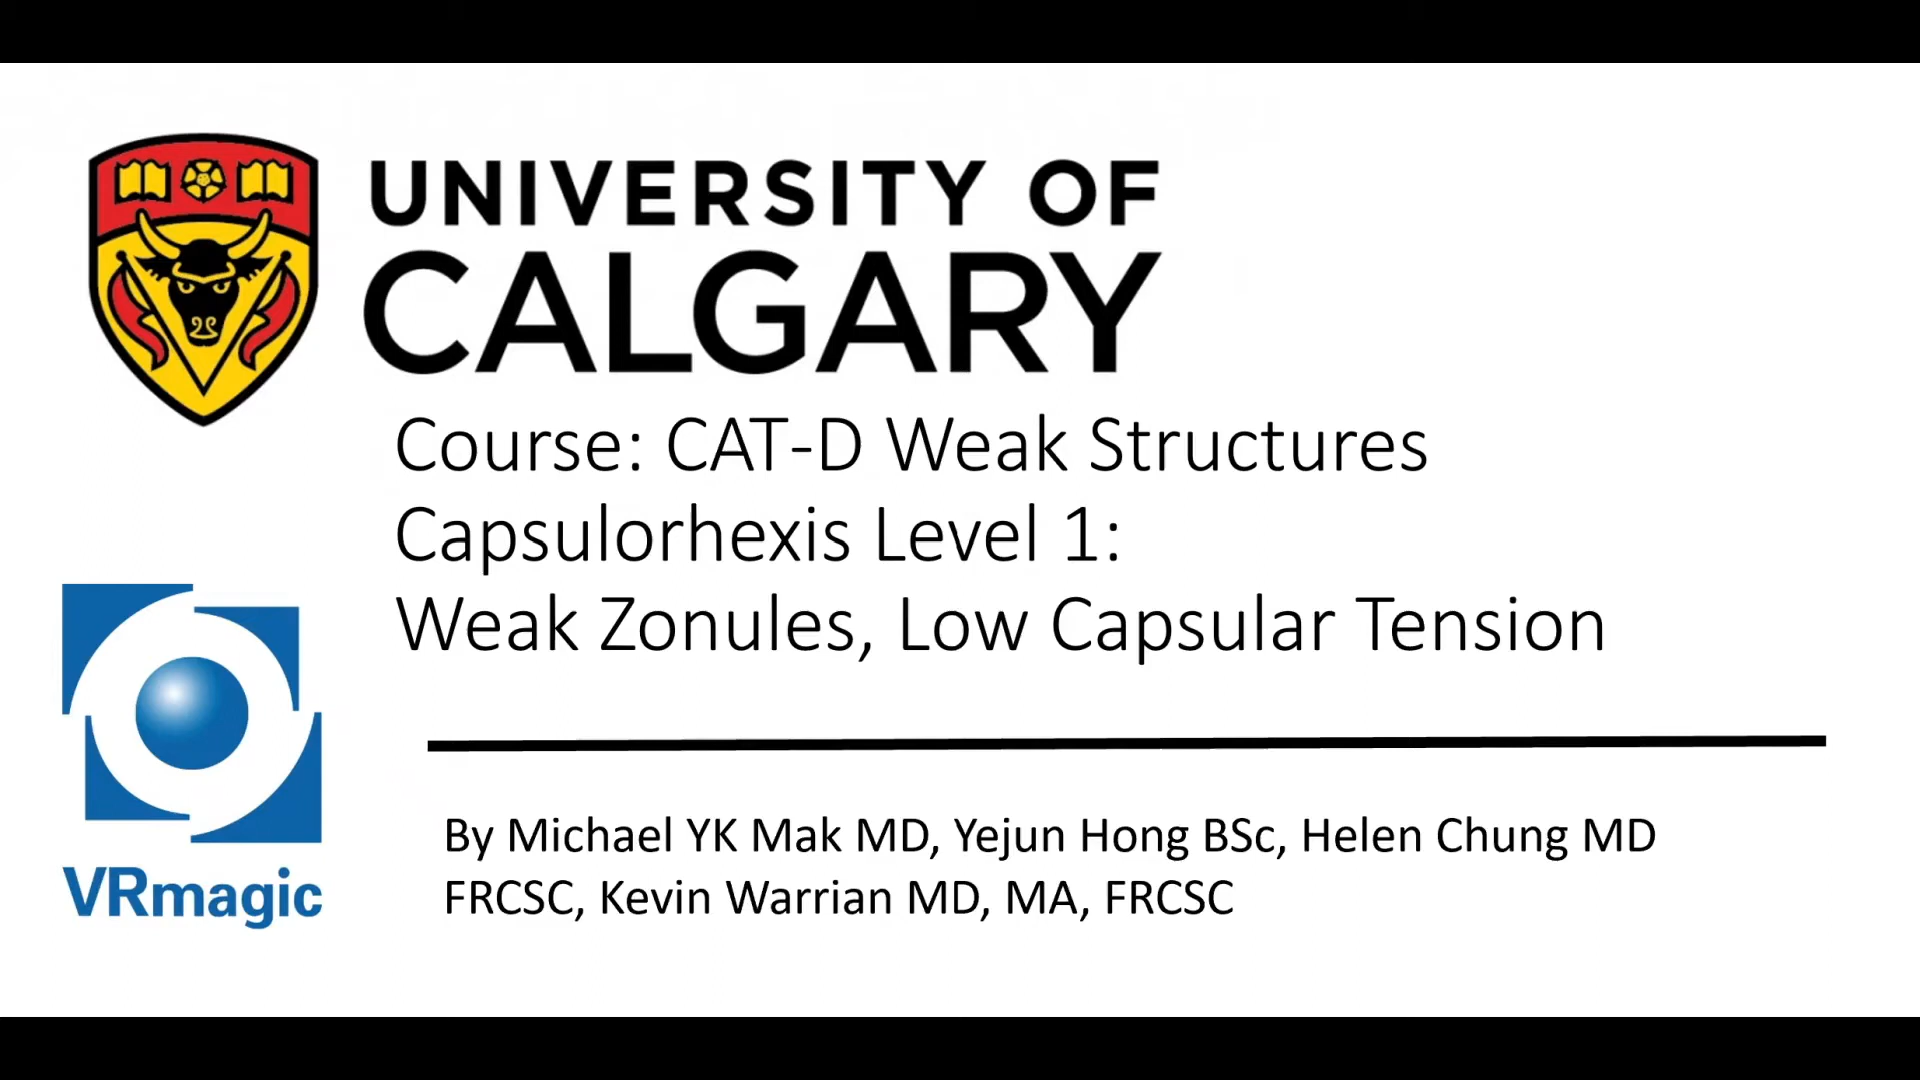 UNIVERSITY OF
CALGARY
Course: CAT-D Weak Structures
Capsulorhexis Level 1:
Weak Zonules, Low Capsular Tension
VRmagic
By Michael YK Mak MD, Yejun Hong BSc, Helen Chung MD
FRCSC, Kevin Warrian MD, MA, FRCSC